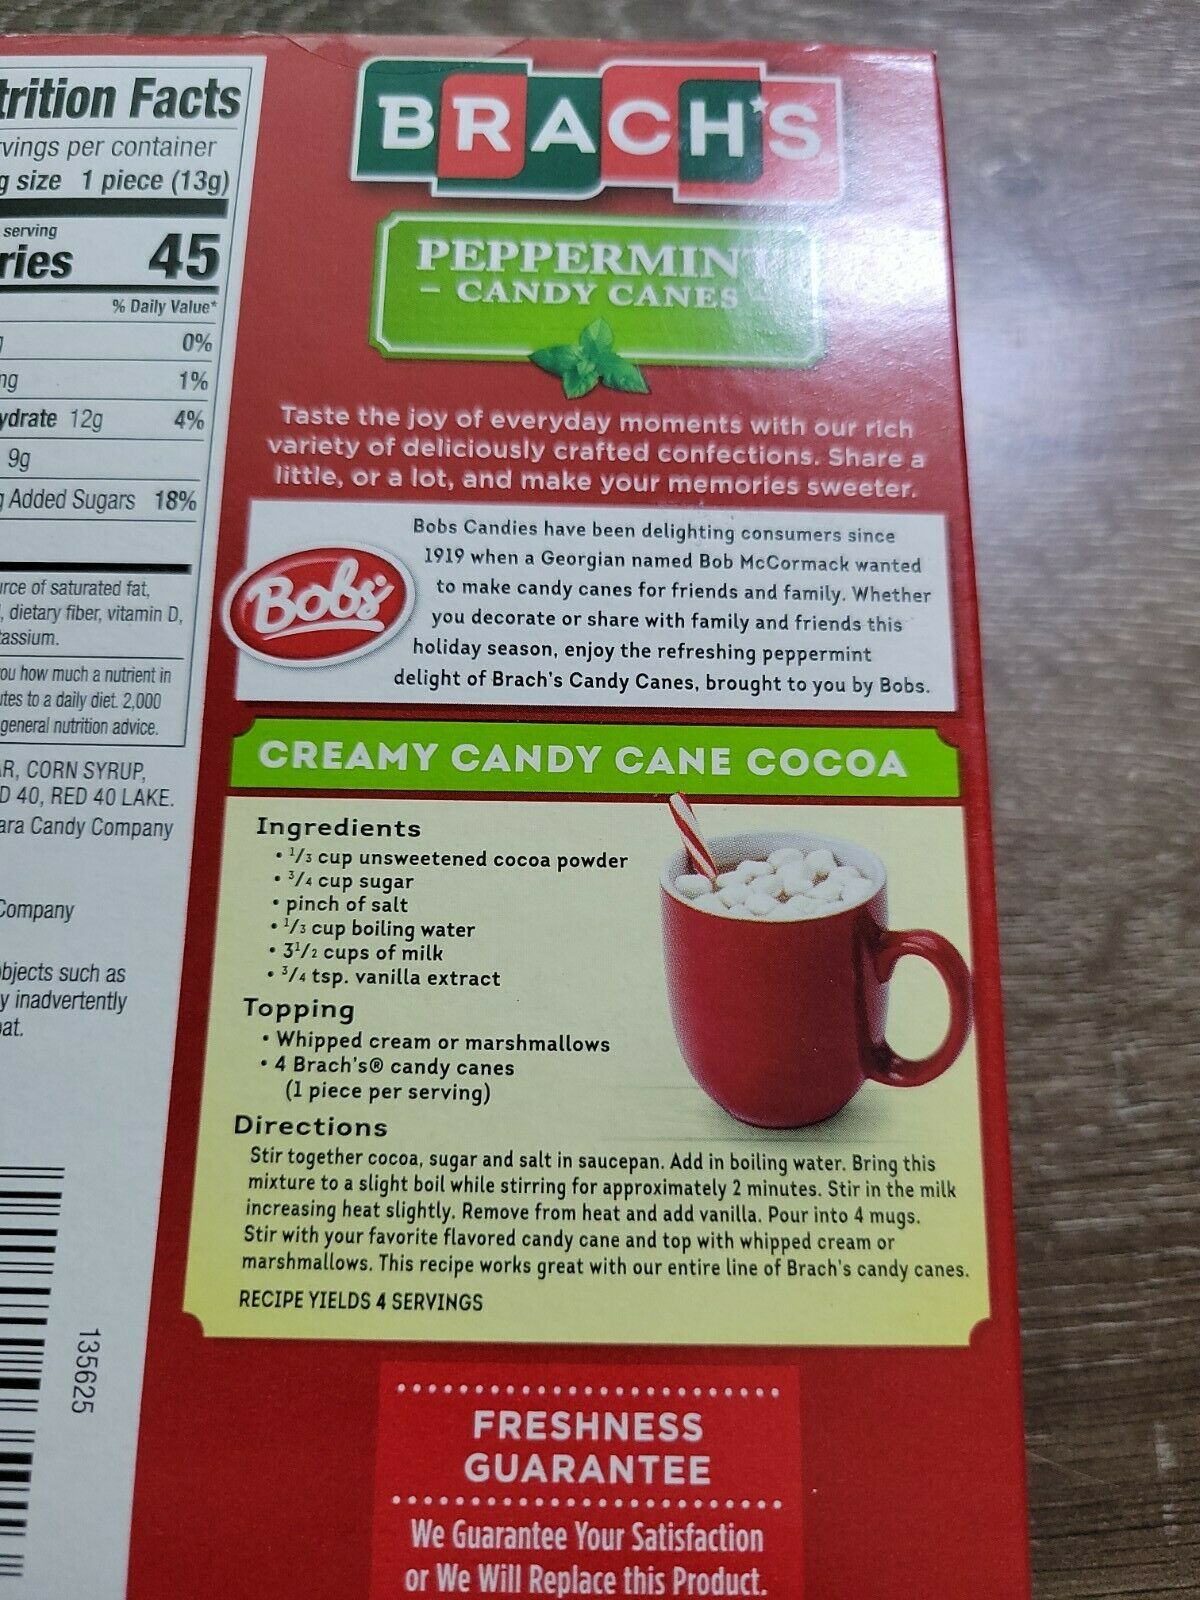 trition Facts
vings per container
g size 1 piece (13g)
serving
ries 45
% Daily Value*
0%
1%
ydrate 12g 4%
9g
Added Sugars 18%
urce of saturated fat,
, dietary fiber, vitamin D,
tassium.
ou how much a nutrient in
utes to a daily diet. 2,000
general nutrition advice.
AR, CORN SYRUP,
D 40, RED 40 LAKE.
ara Candy Company
Company
objects such as
y inadvertently
at.
135625
BRACH'S
PEPPERMINT
- CANDY CANES -
Taste the joy of everyday moments with our rich
variety of deliciously crafted confections. Share a
little, or a lot, and make your memories sweeter.
Bobs
Bobs Candies have been delighting consumers since
1919 when a Georgian named Bob McCormack wanted
to make candy canes for friends and family. Whether
you decorate or share with family and friends this
holiday season, enjoy the refreshing peppermint
delight of Brach's Candy Canes, brought to you by Bobs.
CREAMY CANDY CANE COCOA
Ingredients
• 1/3 cup unsweetened cocoa powder
• 3/4 cup sugar
• pinch of salt
• 1/3 cup boiling water
• 3 1/2 cups of milk
• 3/4 tsp. vanilla extract
Topping
• Whipped cream or marshmallows
• 4 Brach's® candy canes
(1 piece per serving)
Directions
Stir together cocoa, sugar and salt in saucepan. Add in boiling water. Bring this
mixture to a slight boil while stirring for approximately 2 minutes. Stir in the milk
increasing heat slightly. Remove from heat and add vanilla. Pour into 4 mugs.
Stir with your favorite flavored candy cane and top with whipped cream or
marshmallows. This recipe works great with our entire line of Brach's candy canes.
RECIPE YIELDS 4 SERVINGS
FRESHNESS
GUARANTEE
We Guarantee Your Satisfaction
or We Will Replace this Product.